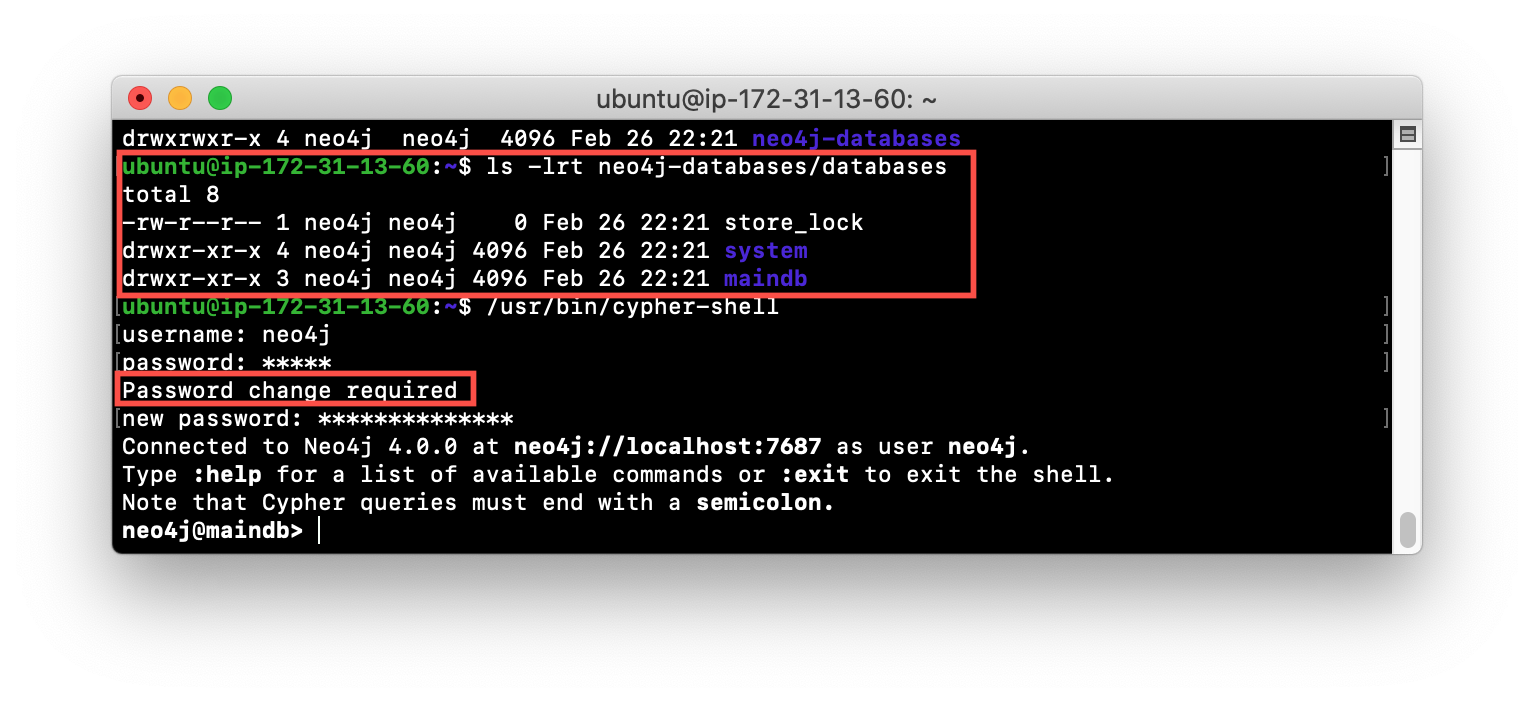 ubuntu@ip-172-31-13-60: ~
drwxrwxr-x 4 neo4j  neo4j  4096 Feb 26 22:21 neo4j-databases
[ubuntu@ip-172-31-13-60:~$ ls -lrt neo4j-databases/databases ]
total 8
-rw-r--r-- 1 neo4j neo4j    0 Feb 26 22:21 store_lock
drwxr-xr-x 4 neo4j neo4j 4096 Feb 26 22:21 system
drwxr-xr-x 3 neo4j neo4j 4096 Feb 26 22:21 maindb
[ubuntu@ip-172-31-13-60:~$ /usr/bin/cypher-shell ]
[username: neo4j ]
[password: ***** ]
Password change required
[new password: ************** ]
Connected to Neo4j 4.0.0 at neo4j://localhost:7687 as user neo4j.
Type :help for a list of available commands or :exit to exit the shell.
Note that Cypher queries must end with a semicolon.
neo4j@maindb>